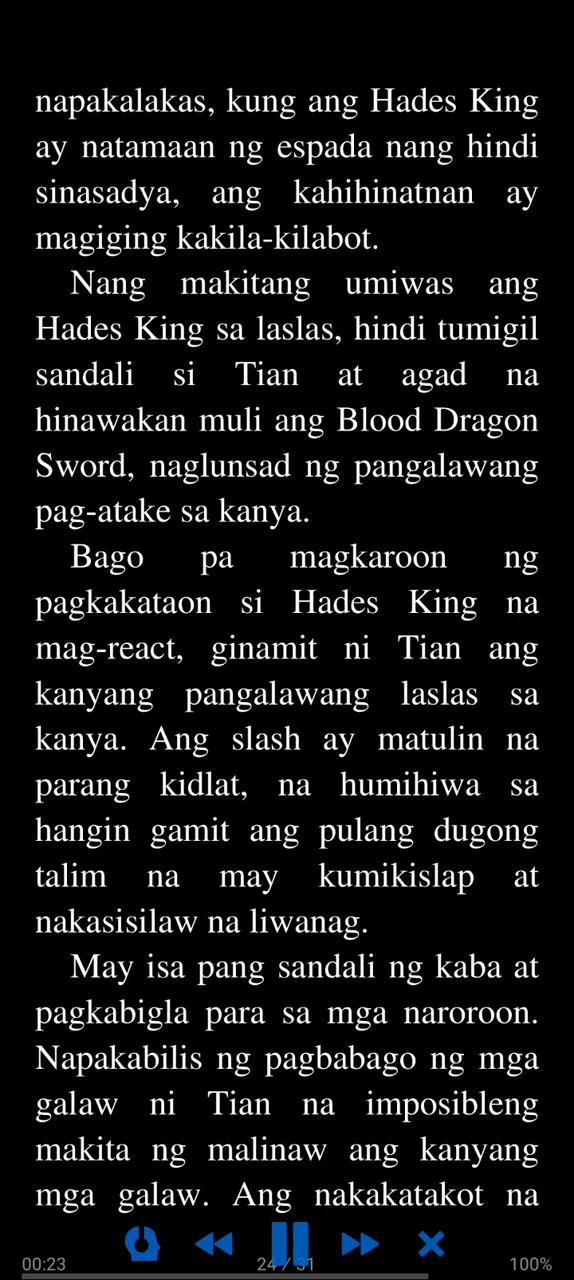 napakalakas, kung ang Hades King
ay natamaan ng espada nang hindi
sinasadya, ang kahihinatnan ay
magiging kakila-kilabot.
Nang makitang umiwas ang
Hades King sa laslas, hindi tumigil
sandali si Tian at agad na
hinawakan muli ang Blood Dragon
Sword, naglunsad ng pangalawang
pag-atake sa kanya.
Bago pa magkaroon ng
pagkakataon si Hades King na
mag-react, ginamit ni Tian ang
kanyang pangalawang laslas sa
kanya. Ang slash ay matulin na
parang kidlat, na humihiwa sa
hangin gamit ang pulang dugong
talim na may kumikislap at
nakasisilaw na liwanag.
May isa pang sandali ng kaba at
pagkabigla para sa mga naroroon.
Napakabilis ng pagbabago ng mga
galaw ni Tian na imposibleng
makita ng malinaw ang kanyang
mga galaw. Ang nakakatakot na
00:23 24 / 31 100%